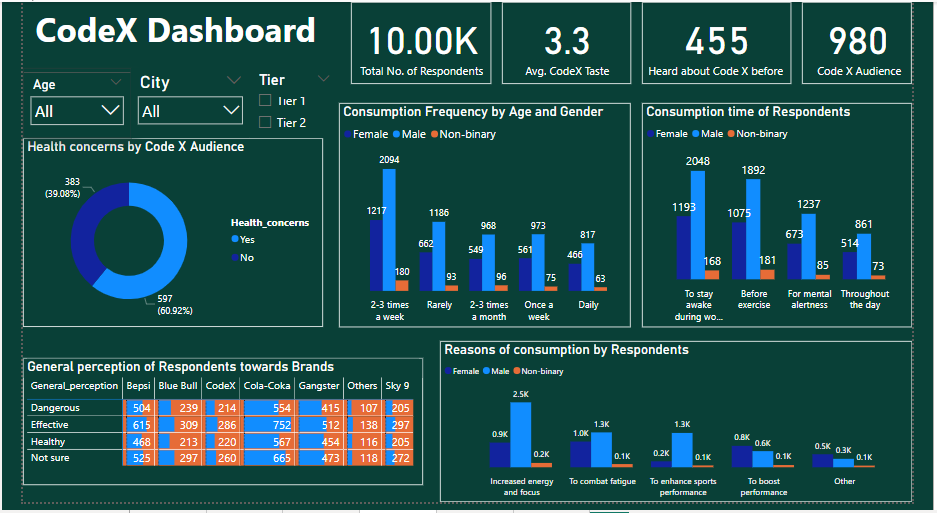 CodeX Dashboard
10.00K
Total No. of Respondents
3.3
Avg. CodeX Taste
455
Heard about Code X before
980
Code X Audience
Age
All
City
All
Tier
Tier 1
Tier 2
Health concerns by Code X Audience
383
(39.08%)
597
(60.92%)
Health_concerns
Yes
No
Consumption Frequency by Age and Gender
Female Male Non-binary
1217 2094 180
662 1186 93
549 968 96
561 973 75
466 817 63
2-3 times
a week
Rarely
2-3 times
a month
Once a
week
Daily
Consumption time of Respondents
Female Male Non-binary
1193 2048 168
1075 1892 181
673 1237 85
514 861 73
To stay
awake
during wo...
Before
exercise
For mental
alertness
Throughout
the day
General perception of Respondents towards Brands
General_perception Bepsi Blue Bull CodeX Cola-Coka Gangster Others Sky 9
Dangerous 504 239 214 554 415 107 205
Effective 615 309 286 752 512 138 297
Healthy 468 213 220 567 454 116 205
Not sure 525 297 260 665 473 118 272
Reasons of consumption by Respondents
Female Male Non-binary
0.9K 2.5K 0.2K
1.0K 1.3K 0.1K
0.2K 1.3K 0.1K
0.8K 0.6K 0.1K
0.5K 0.3K 0.1K
Increased energy
and focus
To combat fatigue
To enhance sports
performance
To boost
performance
Other